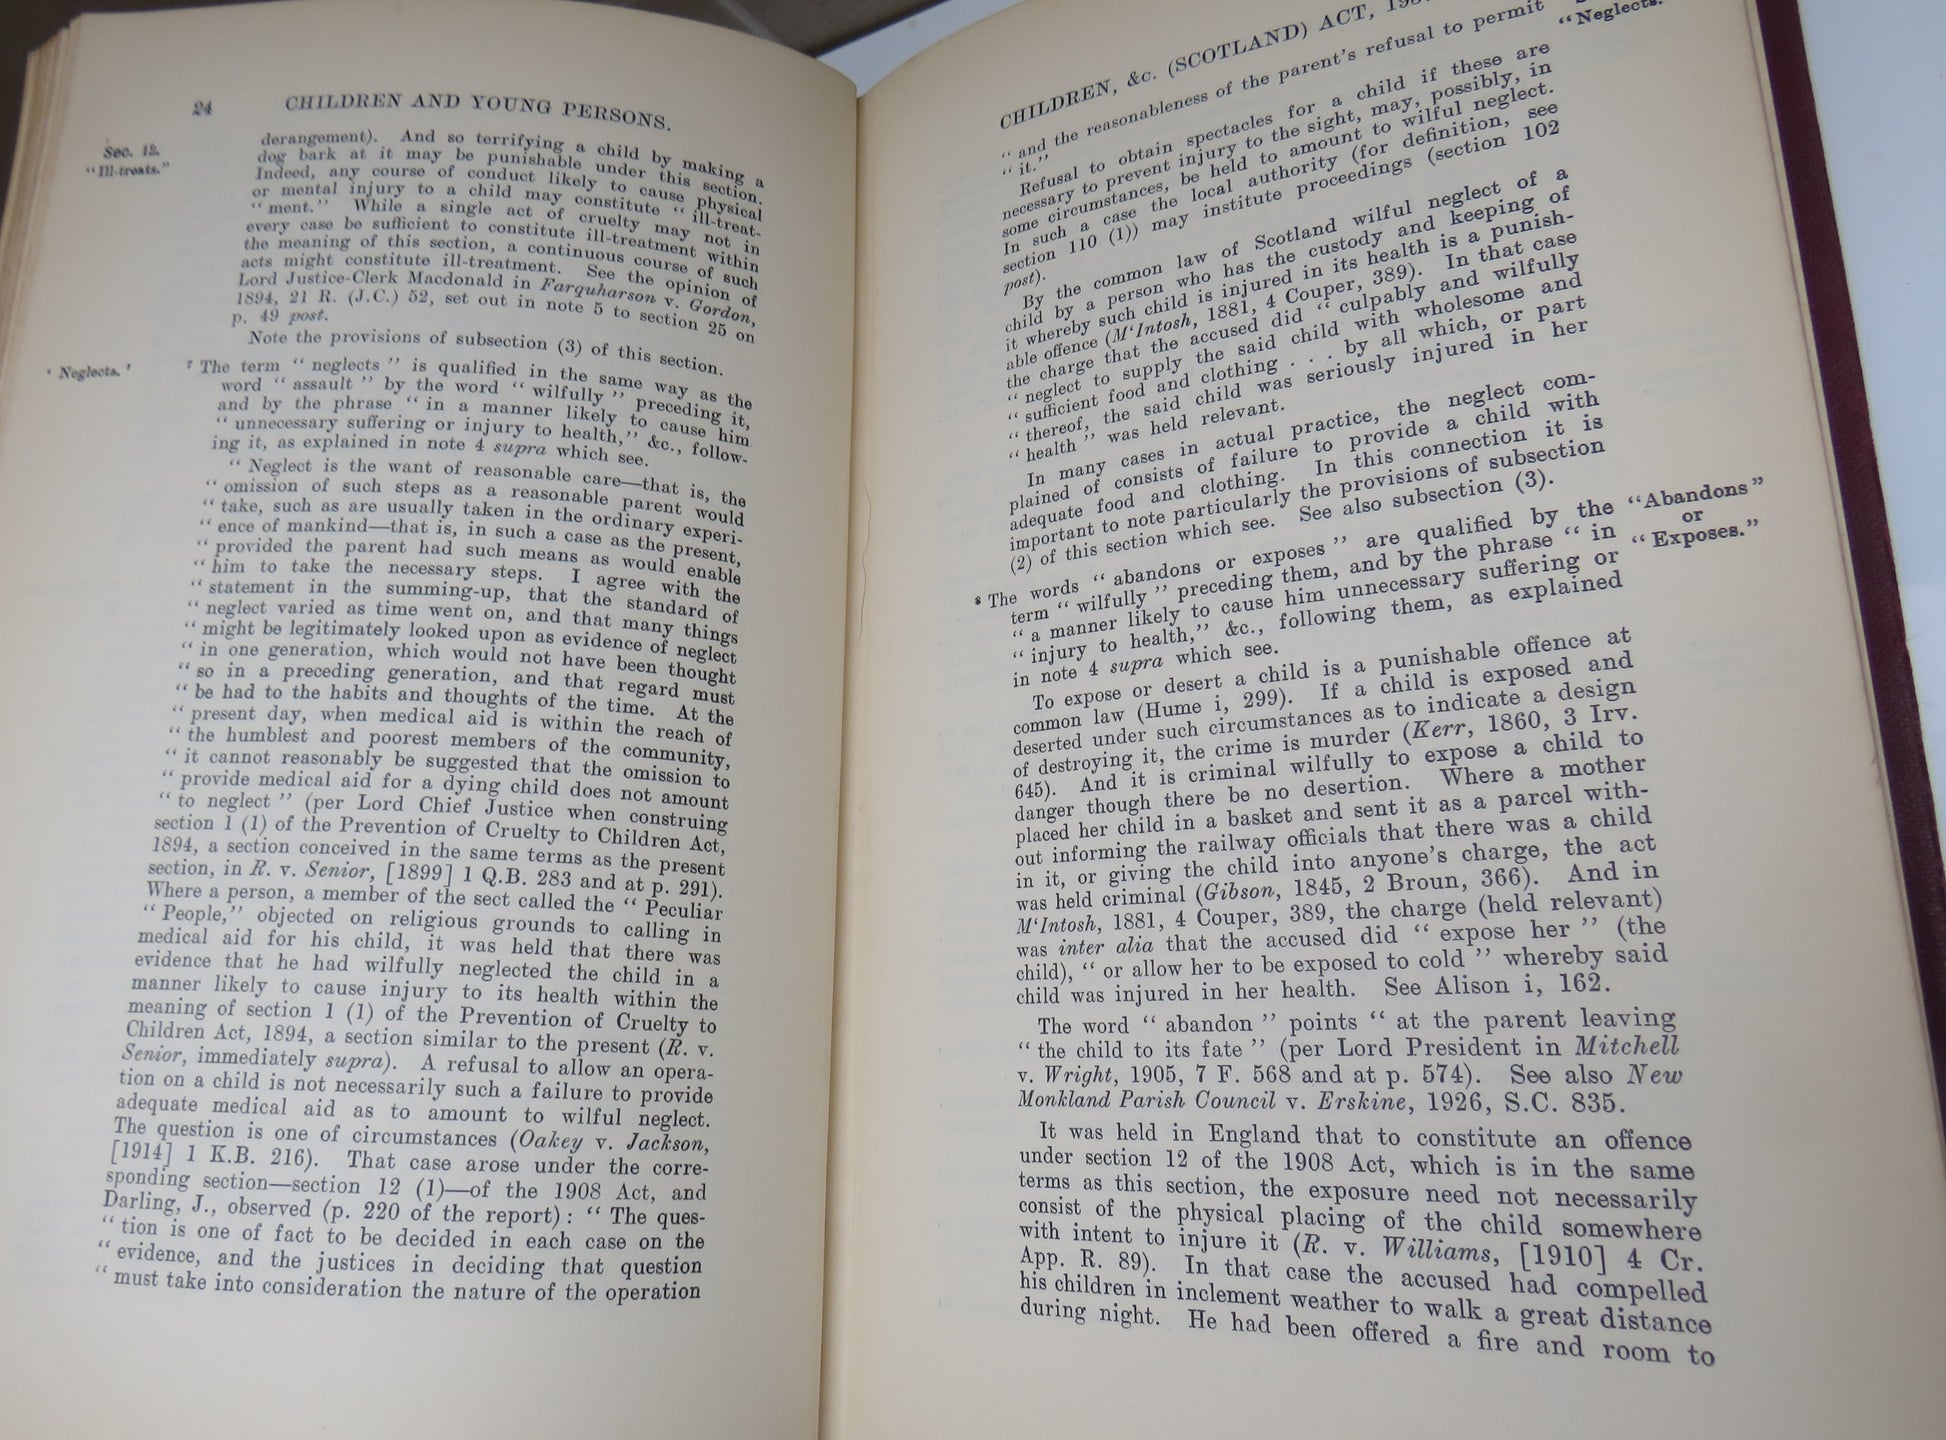 24 CHILDREN AND YOUNG PERSONS.
Sec. 12.
"Ill-treats."
derangement). And so terrifying a child by making a
dog bark at it may be punishable under this section.
Indeed, any course of conduct likely to cause physical
or mental injury to a child may constitute " ill-treat-
" ment." While a single act of cruelty may not in
every case be sufficient to constitute ill-treatment within
the meaning of this section, a continuous course of such
acts might constitute ill-treatment. See the opinion of
Lord Justice-Clerk Macdonald in Farquharson v. Gordon,
1894, 21 R. (J.C.) 52, set out in note 5 to section 25 on
p. 49 post.
Note the provisions of subsection (3) of this section.
' Neglects. '
7 The term " neglects " is qualified in the same way as the
word " assault " by the word " wilfully " preceding it,
and by the phrase " in a manner likely to cause him
" unnecessary suffering or injury to health," &c., follow-
ing it, as explained in note 4 supra which see.
" Neglect is the want of reasonable care—that is, the
" omission of such steps as a reasonable parent would
" take, such as are usually taken in the ordinary experi-
" ence of mankind—that is, in such a case as the present,
" provided the parent had such means as would enable
" him to take the necessary steps. I agree with the
" statement in the summing-up, that the standard of
" neglect varied as time went on, and that many things
" might be legitimately looked upon as evidence of neglect
" in one generation, which would not have been thought
" so in a preceding generation, and that regard must
" be had to the habits and thoughts of the time. At the
" present day, when medical aid is within the reach of
" the humblest and poorest members of the community,
" it cannot reasonably be suggested that the omission to
" provide medical aid for a dying child does not amount
" to neglect " (per Lord Chief Justice when construing
section 1 (1) of the Prevention of Cruelty to Children Act,
1894, a section conceived in the same terms as the present
section, in R. v. Senior, [1899] 1 Q.B. 283 and at p. 291).
Where a person, a member of the sect called the " Peculiar
" People," objected on religious grounds to calling in
medical aid for his child, it was held that there was
evidence that he had wilfully neglected the child in a
manner likely to cause injury to its health within the
meaning of section 1 (1) of the Prevention of Cruelty to
Children Act, 1894, a section similar to the present (R. v.
Senior, immediately supra). A refusal to allow an opera-
tion on a child is not necessarily such a failure to provide
adequate medical aid as to amount to wilful neglect.
The question is one of circumstances (Oakey v. Jackson,
[1914] 1 K.B. 216). That case arose under the corre-
sponding section—section 12 (1)—of the 1908 Act, and
Darling, J., observed (p. 220 of the report) : " The ques-
" tion is one of fact to be decided in each case on the
" evidence, and the justices in deciding that question
" must take into consideration the nature of the operation
CHILDREN, &c. (SCOTLAND) ACT,
"Neglects."
" and the reasonableness of the parent's refusal to permit
" it."
Refusal to obtain spectacles for a child if these are
necessary to prevent injury to the sight, may, possibly, in
some circumstances, be held to amount to wilful neglect.
In such a case the local authority (for definition, see
section 110 (1)) may institute proceedings (section 102
post).
By the common law of Scotland wilful neglect of a
child by a person who has the custody and keeping of
it whereby such child is injured in its health is a punish-
able offence (M'Intosh, 1881, 4 Couper, 389). In that case
the charge that the accused did " culpably and wilfully
" neglect to supply the said child with wholesome and
" sufficient food and clothing . . . by all which, or part
" thereof, the said child was seriously injured in her
" health " was held relevant.
In many cases in actual practice, the neglect com-
plained of consists of failure to provide a child with
adequate food and clothing. In this connection it is
important to note particularly the provisions of subsection
(2) of this section which see. See also subsection (3).
8 The words " abandons or exposes " are qualified by the
"Abandons"
or
"Exposes."
term " wilfully " preceding them, and by the phrase " in
" a manner likely to cause him unnecessary suffering or
" injury to health," &c., following them, as explained
in note 4 supra which see.
To expose or desert a child is a punishable offence at
common law (Hume i, 299). If a child is exposed and
deserted under such circumstances as to indicate a design
of destroying it, the crime is murder (Kerr, 1860, 3 Irv.
645). And it is criminal wilfully to expose a child to
danger though there be no desertion. Where a mother
placed her child in a basket and sent it as a parcel with-
out informing the railway officials that there was a child
in it, or giving the child into anyone's charge, the act
was held criminal (Gibson, 1845, 2 Broun, 366). And in
M'Intosh, 1881, 4 Couper, 389, the charge (held relevant)
was inter alia that the accused did " expose her " (the
child), " or allow her to be exposed to cold " whereby said
child was injured in her health. See Alison i, 162.
The word " abandon " points " at the parent leaving
" the child to its fate " (per Lord President in Mitchell
v. Wright, 1905, 7 F. 568 and at p. 574). See also New
Monkland Parish Council v. Erskine, 1926, S.C. 835.
It was held in England that to constitute an offence
under section 12 of the 1908 Act, which is in the same
terms as this section, the exposure need not necessarily
consist of the physical placing of the child somewhere
with intent to injure it (R. v. Williams, [1910] 4 Cr.
App. R. 89). In that case the accused had compelled
his children in inclement weather to walk a great distance
during night. He had been offered a fire and room to